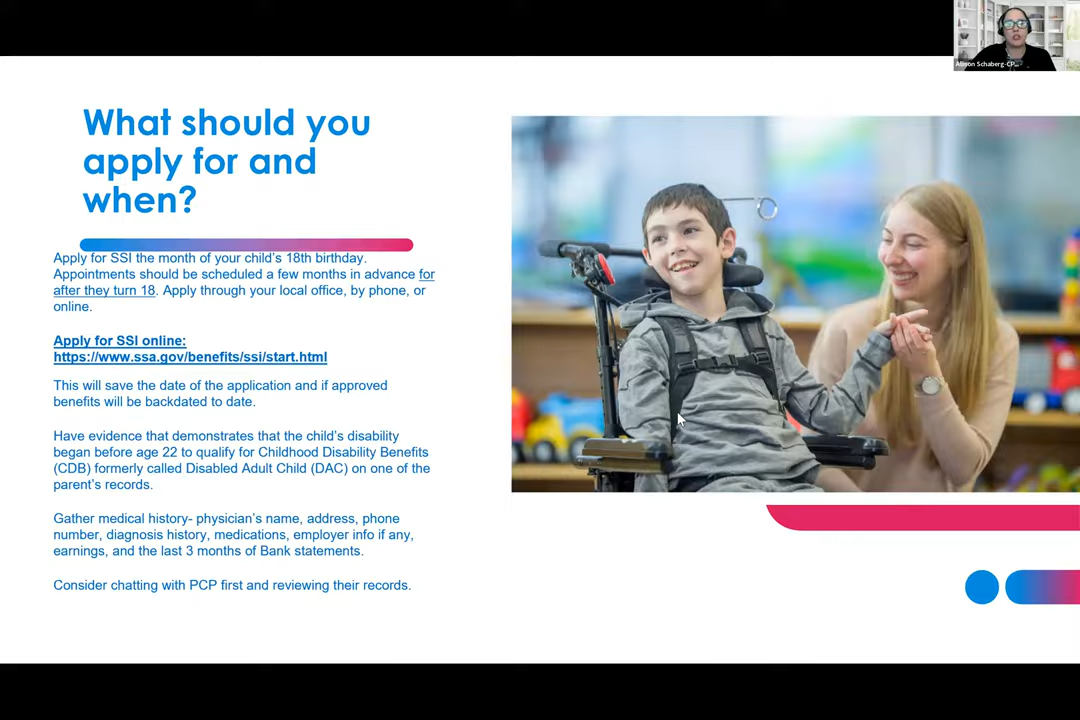 Allison Schaberg-CP...
What should you
apply for and
when?
Apply for SSI the month of your child's 18th birthday.
Appointments should be scheduled a few months in advance for
after they turn 18. Apply through your local office, by phone, or
online.
Apply for SSI online:
https://www.ssa.gov/benefits/ssi/start.html
This will save the date of the application and if approved
benefits will be backdated to date.
Have evidence that demonstrates that the child's disability
began before age 22 to qualify for Childhood Disability Benefits
(CDB) formerly called Disabled Adult Child (DAC) on one of the
parent's records.
Gather medical history- physician's name, address, phone
number, diagnosis history, medications, employer info if any,
earnings, and the last 3 months of Bank statements.
Consider chatting with PCP first and reviewing their records.